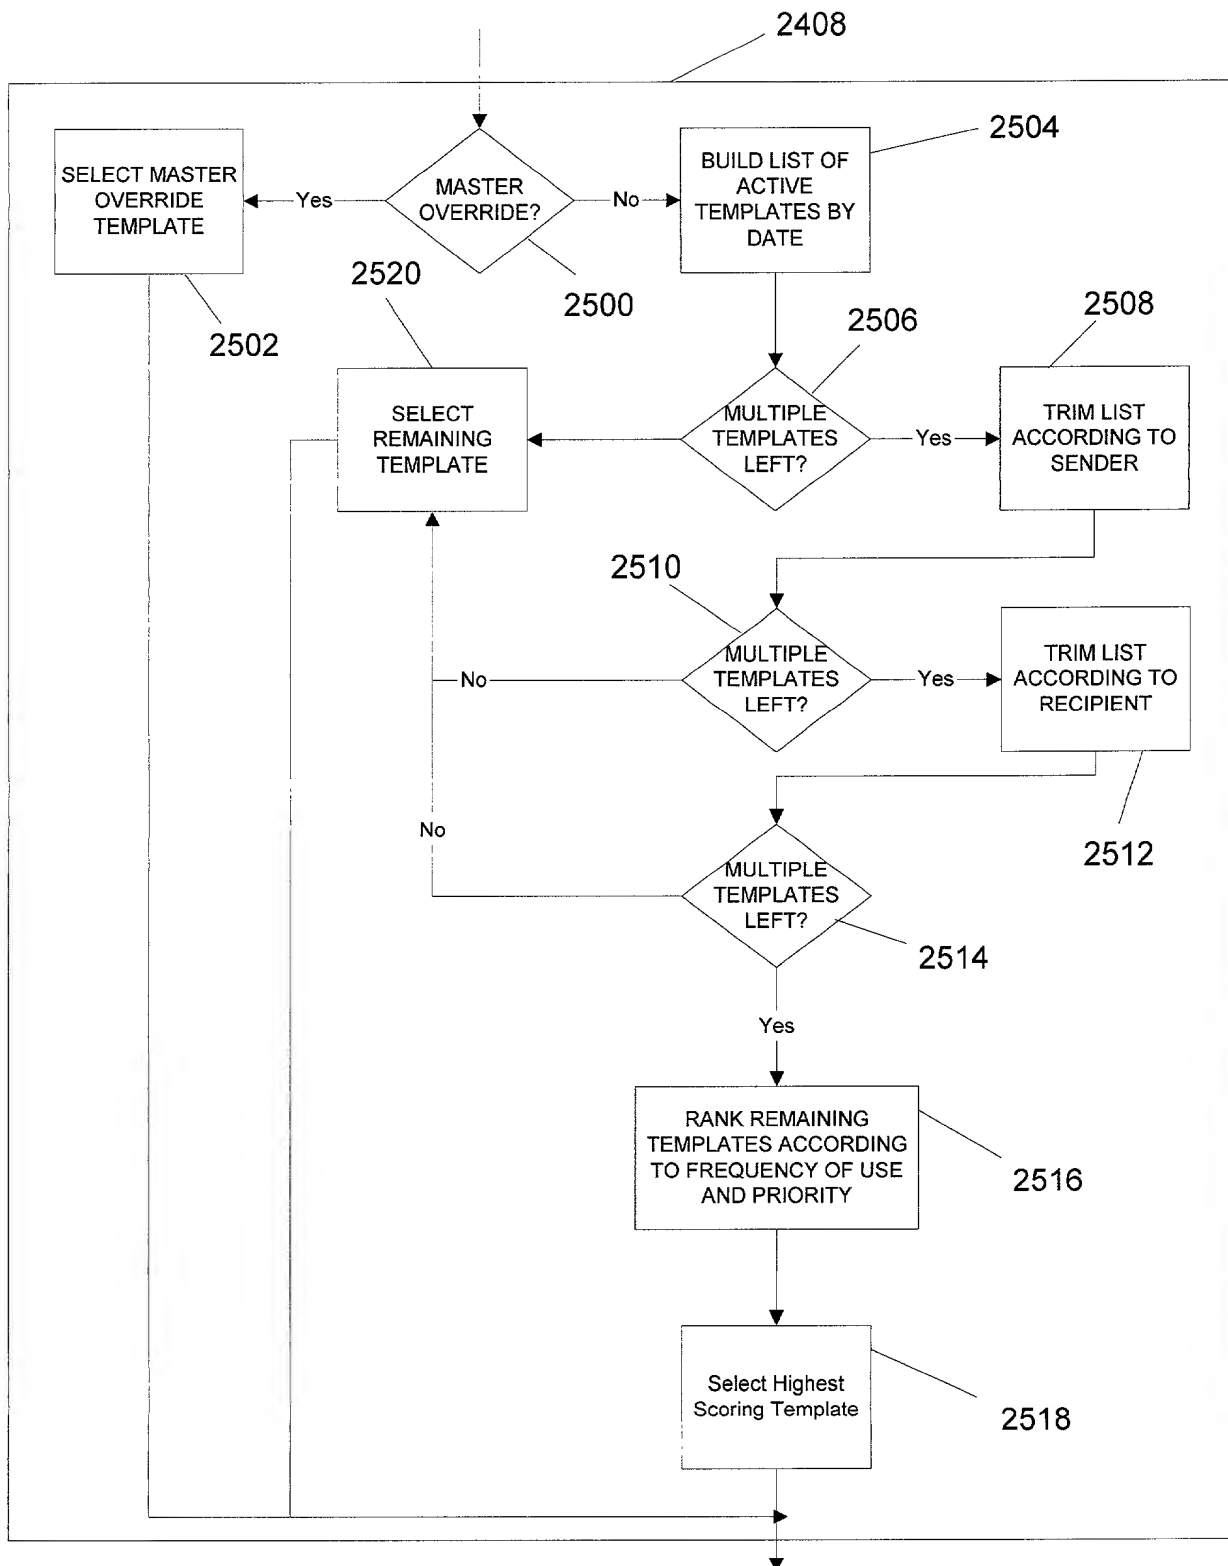 2408
SELECT MASTER
OVERRIDE
TEMPLATE
Yes
MASTER
OVERRIDE?
No
BUILD LIST OF
ACTIVE
TEMPLATES BY
DATE
2504
2502
2520
2500
2506
2508
SELECT
REMAINING
TEMPLATE
MULTIPLE
TEMPLATES
LEFT?
Yes
TRIM LIST
ACCORDING TO
SENDER
2510
No
MULTIPLE
TEMPLATES
LEFT?
Yes
TRIM LIST
ACCORDING TO
RECIPIENT
2512
No
MULTIPLE
TEMPLATES
LEFT?
2514
Yes
RANK REMAINING
TEMPLATES ACCORDING
TO FREQUENCY OF USE
AND PRIORITY
2516
Select Highest
Scoring Template
2518